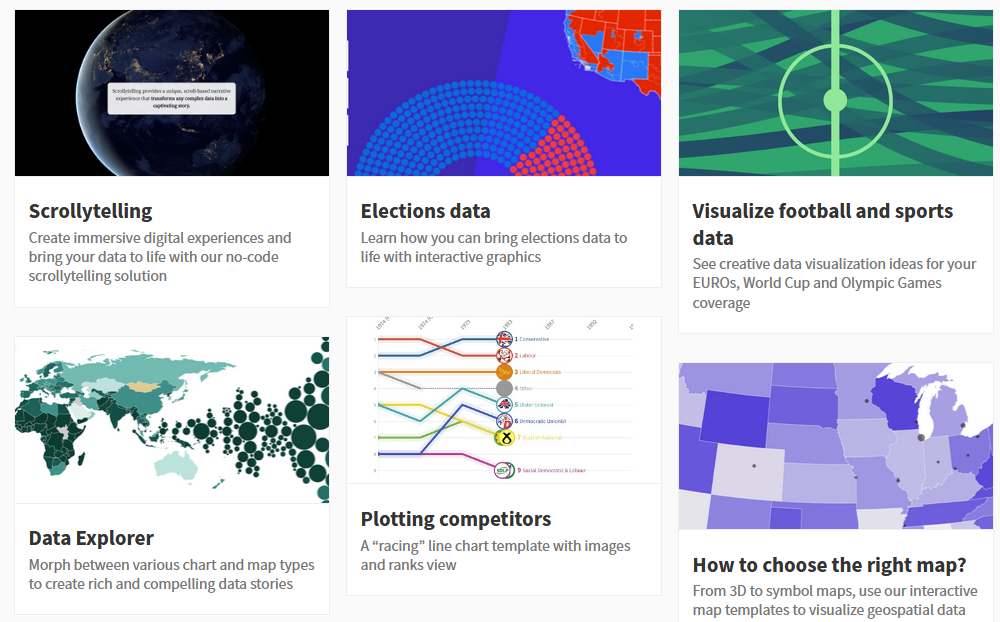 Scrollytelling provides a unique, scroll-based narrative
experience that transforms any complex data into a
captivating story.
Scrollytelling
Create immersive digital experiences and
bring your data to life with our no-code
scrollytelling solution
Elections data
Learn how you can bring elections data to
life with interactive graphics
Visualize football and sports
data
See creative data visualization ideas for your
EUROs, World Cup and Olympic Games
coverage
Data Explorer
Morph between various chart and map types
to create rich and compelling data stories
1979
1983
1987
1992
1 Conservative
2 Labour
3 Liberal Democrats
4 Other
5 Ulster Unionist
6 Democratic Unionist
7 Scottish National
9 Social Democratic & Labour
Plotting competitors
A “racing” line chart template with images
and ranks view
How to choose the right map?
From 3D to symbol maps, use our interactive
map templates to visualize geospatial data